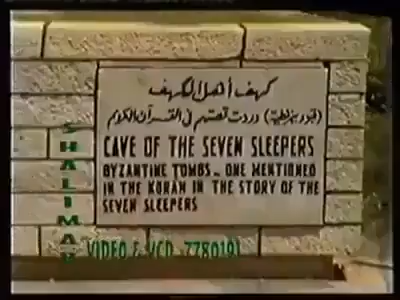 كهف أهل الكهف
(قبور بيزنطية) وردت قصتهم في القرآن الكريم
CAVE OF THE SEVEN SLEEPERS
BYZANTINE TOMBS _ ONE MENTIONED
IN THE KORAN IN THE STORY OF THE
SEVEN SLEEPERS
SHALIMAR
VIDEO & VCD